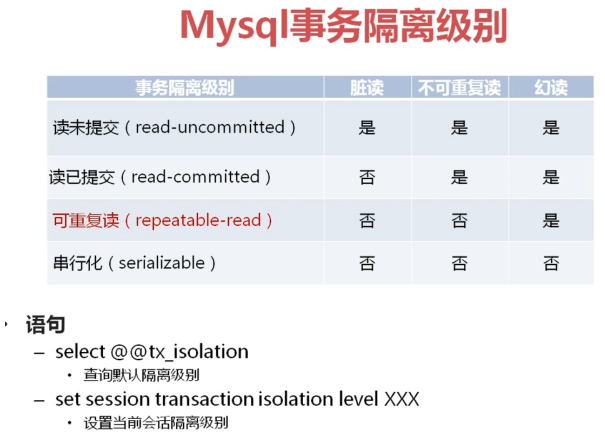 Mysql事务隔离级别
事务隔离级别 脏读 不可重复读 幻读
读未提交（read-uncommitted） 是 是 是
读已提交（read-committed） 否 是 是
可重复读（repeatable-read） 否 否 是
串行化（serializable） 否 否 否
• 语句
– select @@tx_isolation
• 查询默认隔离级别
– set session transaction isolation level XXX
• 设置当前会话隔离级别